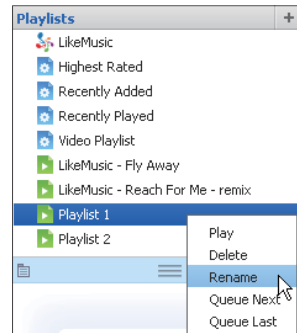 Playlists
LikeMusic
Highest Rated
Recently Added
Recently Played
Video Playlist
LikeMusic - Fly Away
LikeMusic - Reach For Me - remix
Playlist 1
Playlist 2
Play
Delete
Rename
Queue Next
Queue Last